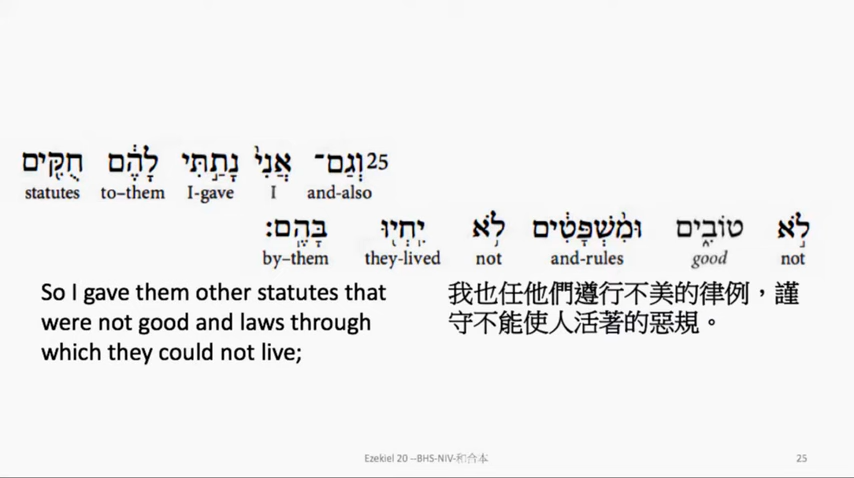 25 וְגַם־ אֲנִי֙ נָתַ֣תִּי לָהֶ֔ם חֻקִּ֖ים
statutes to–them I-gave I and-also
לֹ֣א טוֹבִ֑ים וּמִ֨שְׁפָּטִ֔ים לֹ֥א יִֽחְי֖וּ בָּהֶֽם׃
by–them they-lived not and-rules good not
So I gave them other statutes that
were not good and laws through
which they could not live;
我也任他們遵行不美的律例，謹
守不能使人活著的惡規。
Ezekiel 20 --BHS-NIV-和合本
25